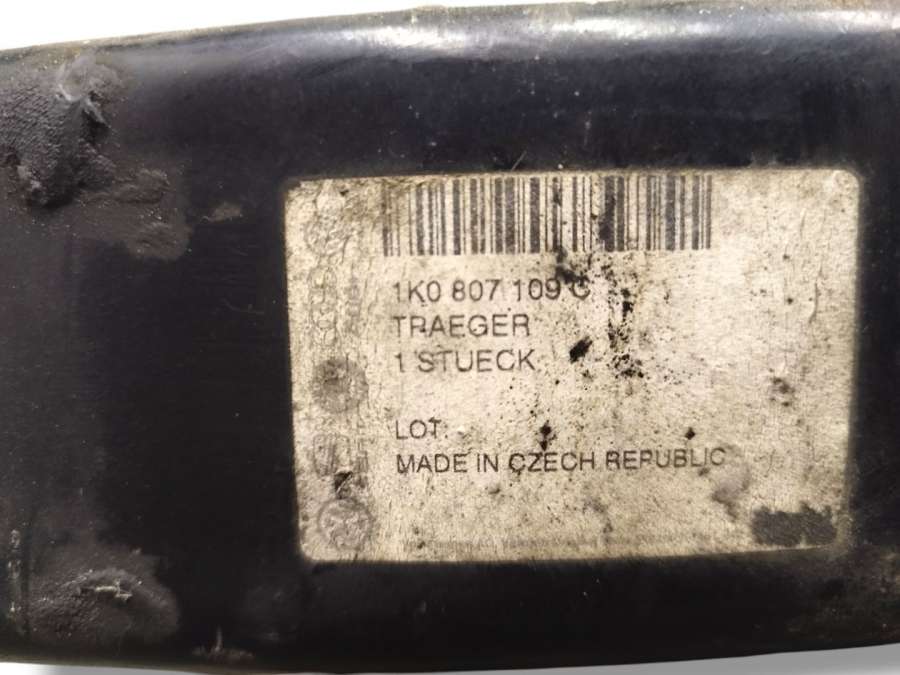 1K0 807 109 C
TRAEGER
1 STUECK
LOT.
MADE IN CZECH REPUBLIC